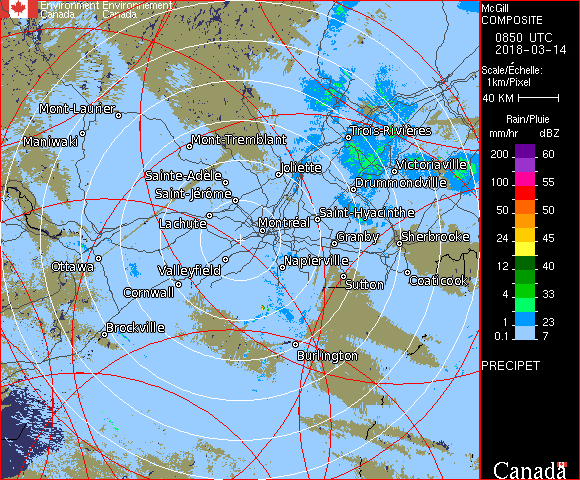 Environment Environnement
Canada Canada
McGill
COMPOSITE
0850 UTC
2018-03-14
Scale/Échelle:
1km/Pixel
40 KM
Rain/Pluie
mm/hr dBZ
200 60
100 55
50 50
24 45
12 40
4 33
1 23
0.1 7
PRECIPET
Canada
Mont-Laurier
Maniwaki
Mont-Tremblant
Trois-Rivières
Victoriaville
Joliette
Sainte-Adèle
Drummondville
Saint-Jérôme
Saint-Hyacinthe
Lachute
Montréal
Granby
Sherbrooke
Ottawa
Valleyfield
Napierville
Sutton
Coaticook
Cornwall
Brockville
Burlington